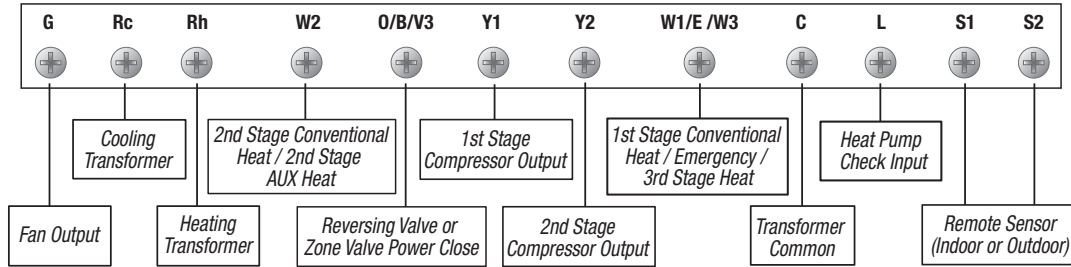 G Rc Rh W2 O/B/V3 Y1 Y2 W1/E /W3 C L S1 S2
Cooling
Transformer
2nd Stage Conventional
Heat / 2nd Stage
AUX Heat
1st Stage
Compressor Output
1st Stage Conventional
Heat / Emergency /
3rd Stage Heat
Heat Pump
Check Input
Fan Output
Heating
Transformer
Reversing Valve or
Zone Valve Power Close
2nd Stage
Compressor Output
Transformer
Common
Remote Sensor
(Indoor or Outdoor)